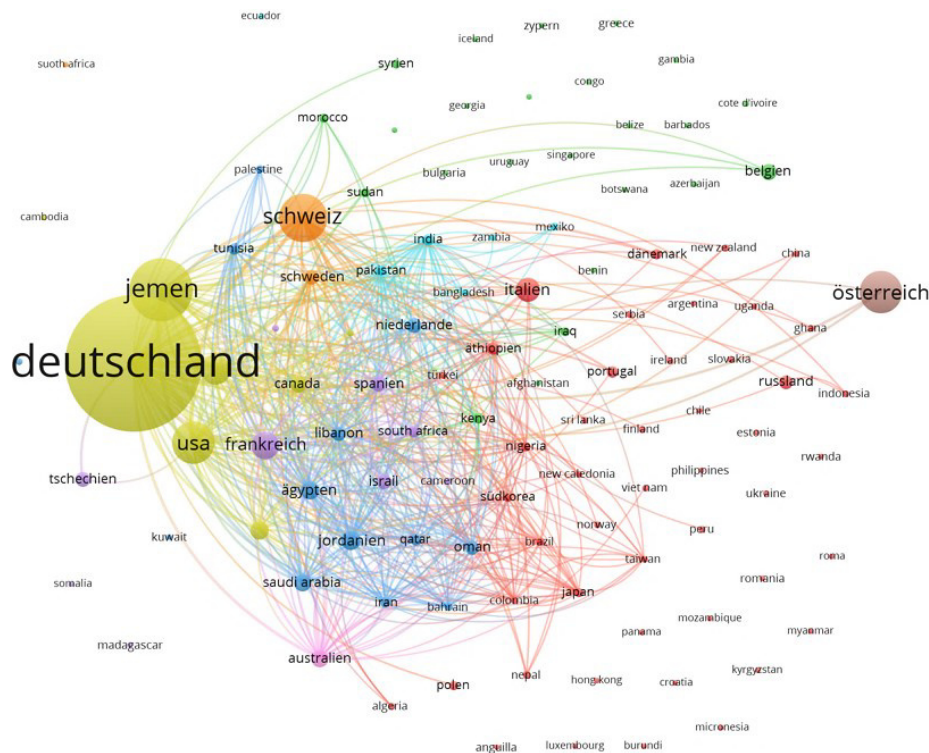 ecuador
zypern
greece
iceland
suoth africa
syrien
gambia
congo
georgia
cote d'ivoire
morocco
belize
barbados
palestine
bulgaria
uruguay
singapore
belgien
sudan
botswana
azerbaijan
cambodia
schweiz
tunisia
india
zambia
mexiko
dänemark
new zealand
china
schweden
pakistan
benin
jemen
bangladesh
italien
österreich
argentina
uganda
serbia
niederlande
iraq
ghana
deutschland
äthiopien
ireland
slovakia
türkei
portugal
canada
spanien
afghanistan
russland
indonesia
kenya
sri lanka
chile
usa
frankreich
libanon
south africa
finland
estonia
nigeria
rwanda
tschechien
israil
cameroon
new caledonia
philippines
ägypten
südkorea
viet nam
ukraine
norway
peru
kuwait
jordanien
qatar
oman
brazil
taiwan
roma
somalia
saudi arabia
iran
bahrain
colombia
japan
romania
mozambique
panama
myanmar
madagascar
australien
nepal
hong kong
croatia
kyrgyzstan
polen
algeria
micronesia
anguilla
luxembourg
burundi